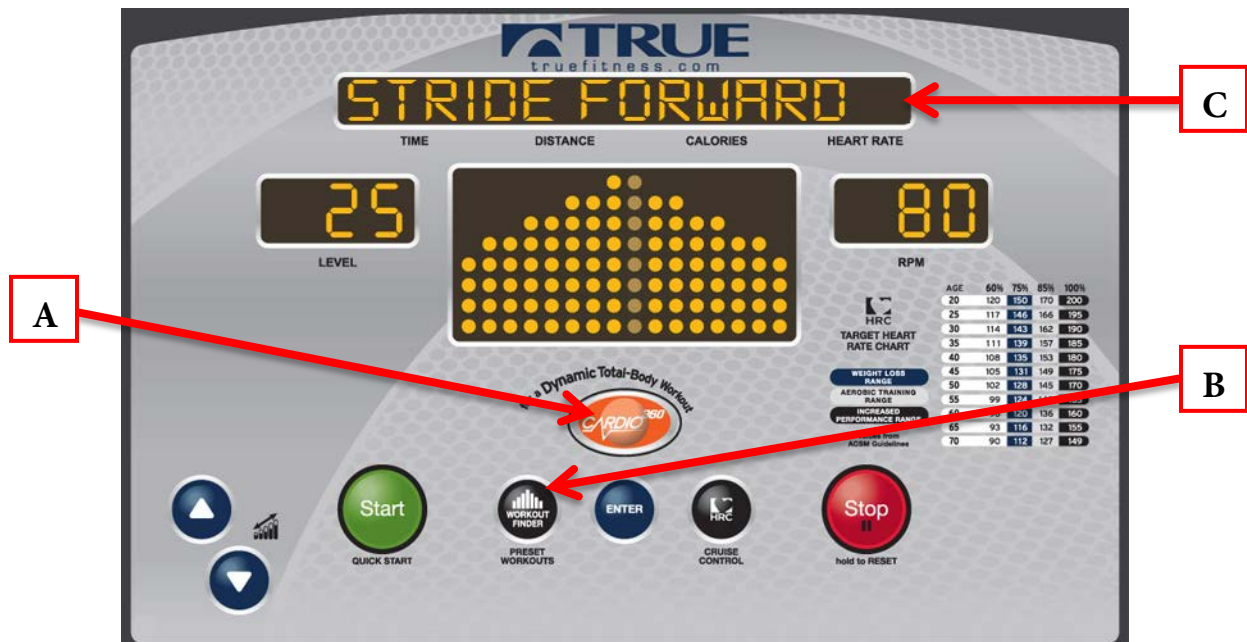 TRUE
truefitness.com
STRIDE FORWARD
C
TIME DISTANCE CALORIES HEART RATE
25
80
LEVEL
RPM
A
B
HRC
TARGET HEART
RATE CHART
WEIGHT LOSS
RANGE
AEROBIC TRAINING
RANGE
INCREASED
PERFORMANCE RANGE
from
ACSM Guidelines
AGE 60% 75% 85% 100%
20 120 150 170 200
25 117 146 166 195
30 114 143 162 190
35 111 139 157 185
40 108 135 153 180
45 105 131 149 175
50 102 128 145 170
55 99 124
120 136 160
65 93 116 132 155
70 90 112 127 149
a Dynamic Total-Body Workout
CARDIO 360
Start
WORKOUT
FINDER
ENTER
HRC
Stop
QUICK START
PRESET
WORKOUTS
CRUISE
CONTROL
hold to RESET